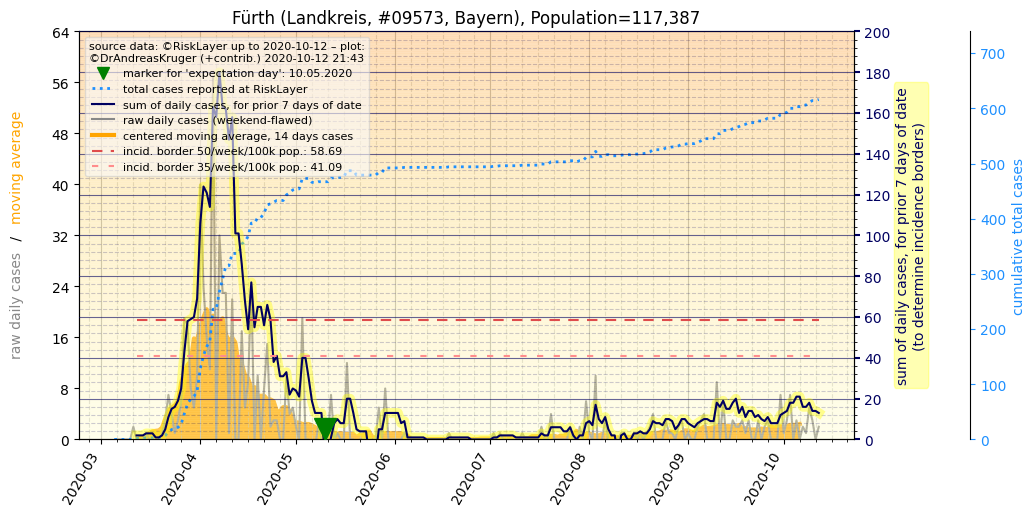 Fürth (Landkreis, #09573, Bayern), Population=117,387
source data: ©RiskLayer up to 2020-10-12 – plot:
©DrAndreasKruger (+contrib.) 2020-10-12 21:43
marker for 'expectation day': 10.05.2020
total cases reported at RiskLayer
sum of daily cases, for prior 7 days of date
raw daily cases (weekend-flawed)
centered moving average, 14 days cases
incid. border 50/week/100k pop.: 58.69
incid. border 35/week/100k pop.: 41.09
raw daily cases / moving average
64
56
48
40
32
24
16
8
0
2020-03
2020-04
2020-05
2020-06
2020-07
2020-08
2020-09
2020-10
200
180
160
140
120
100
80
60
40
20
0
sum of daily cases, for prior 7 days of date
(to determine incidence borders)
700
600
500
400
300
200
100
0
cumulative total cases